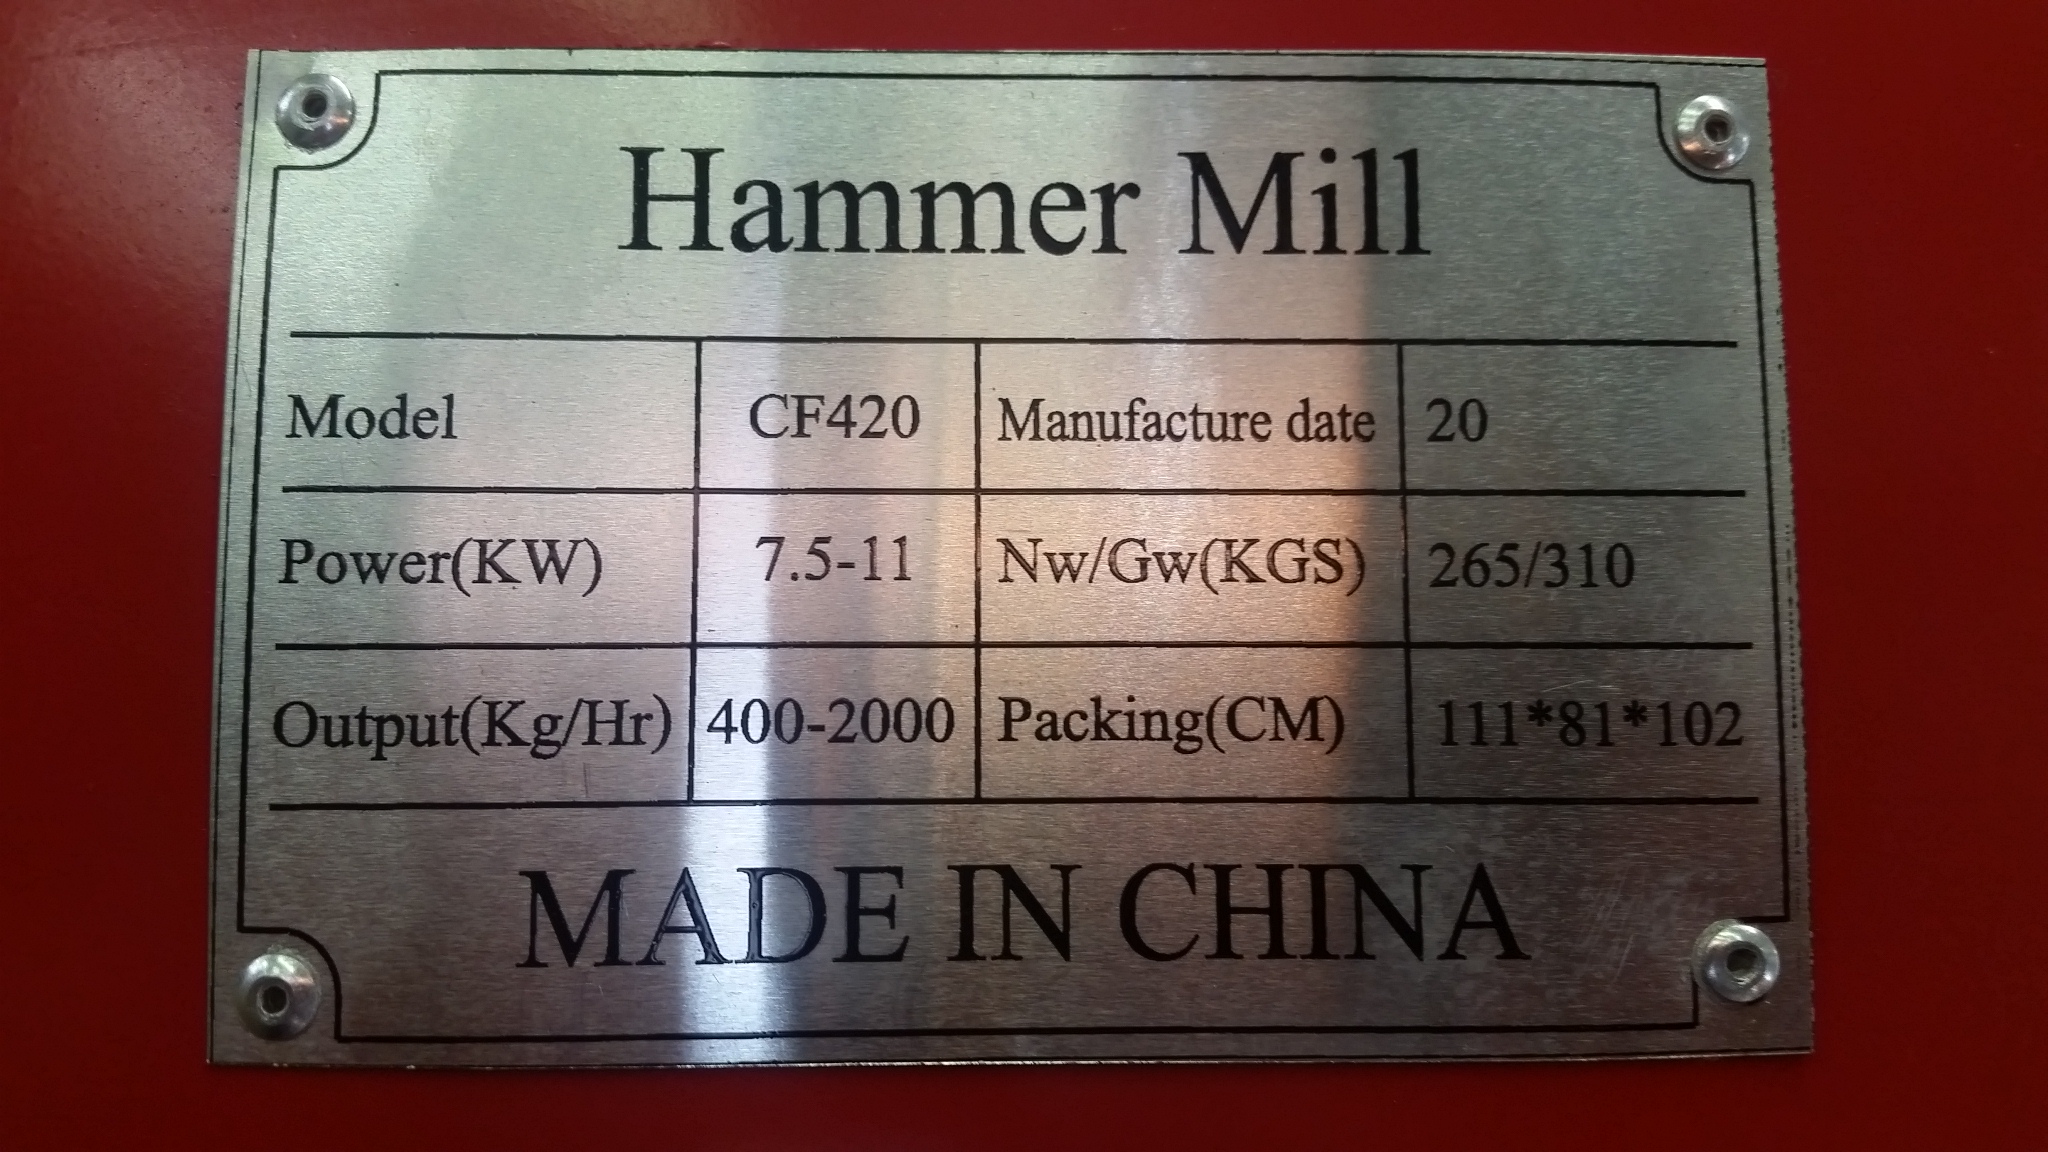 Hammer Mill
Model CF420 Manufacture date 20
Power(KW) 7.5-11 Nw/Gw(KGS) 265/310
Output(Kg/Hr) 400-2000 Packing(CM) 111*81*102
MADE IN CHINA